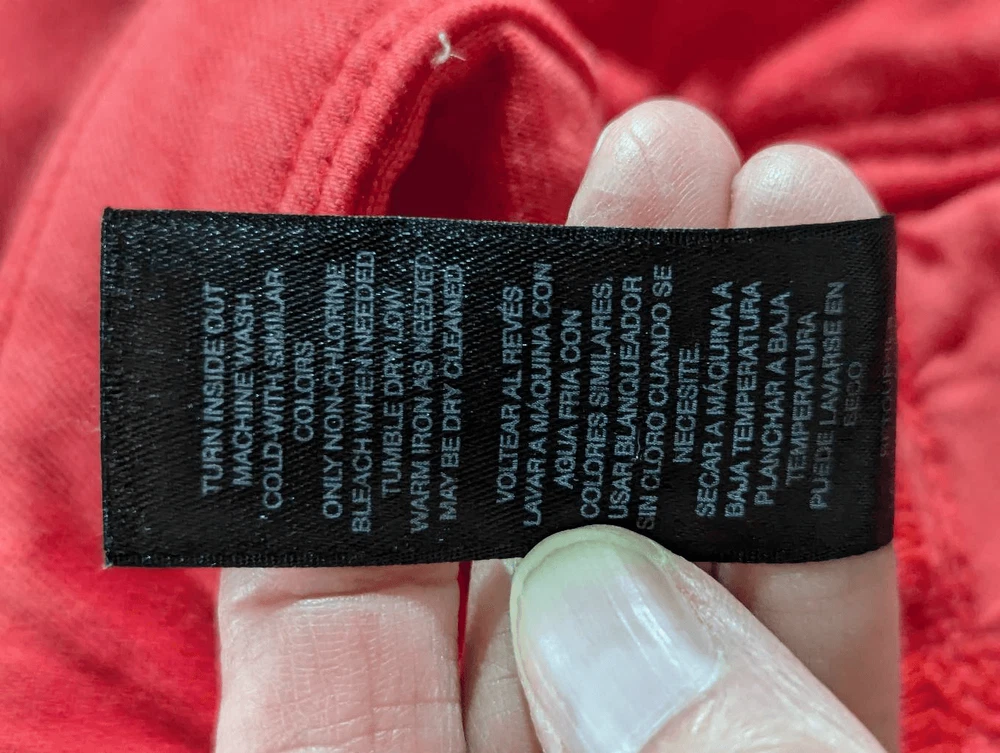 TURN INSIDE OUT
MACHINE WASH
COLD WITH SIMILAR
COLOURS
ONLY NON-CHLORINE
BLEACH WHEN NEEDED
TUMBLE DRY LOW
WARM IRON AS NEEDED
MAY BE DRY CLEANED
VOLTEAR AL REVÉS
LAVAR A MÁQUINA CON
AQUA FRIA CON
COLORES SIMILARES.
USAR BLANQUEADOR
SIN CLORO CUANDO SE
NECESITE.
SECAR A MÁQUINA A
BAJA TEMPERATURA
PLANCHAR A BAJA
TEMPERATURA
PUEDE LAVARSE EN
SECO